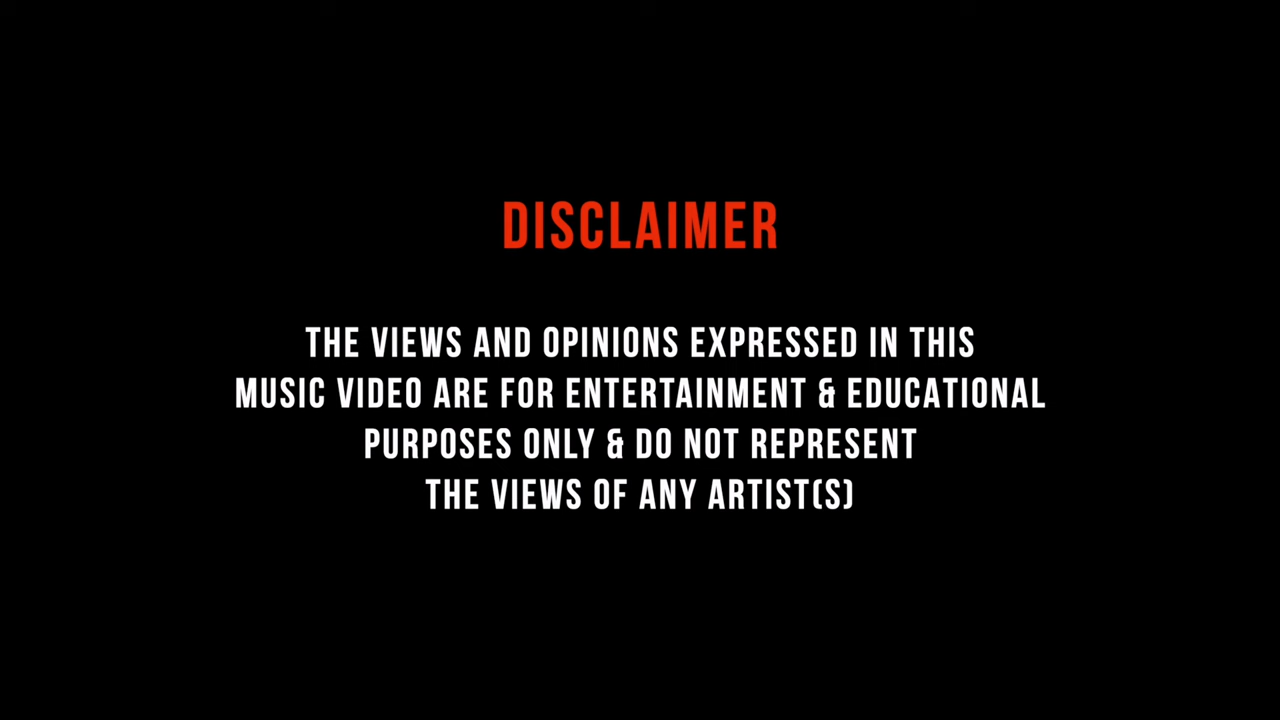 DISCLAIMER
THE VIEWS AND OPINIONS EXPRESSED IN THIS
MUSIC VIDEO ARE FOR ENTERTAINMENT & EDUCATIONAL
PURPOSES ONLY & DO NOT REPRESENT
THE VIEWS OF ANY ARTIST(S)